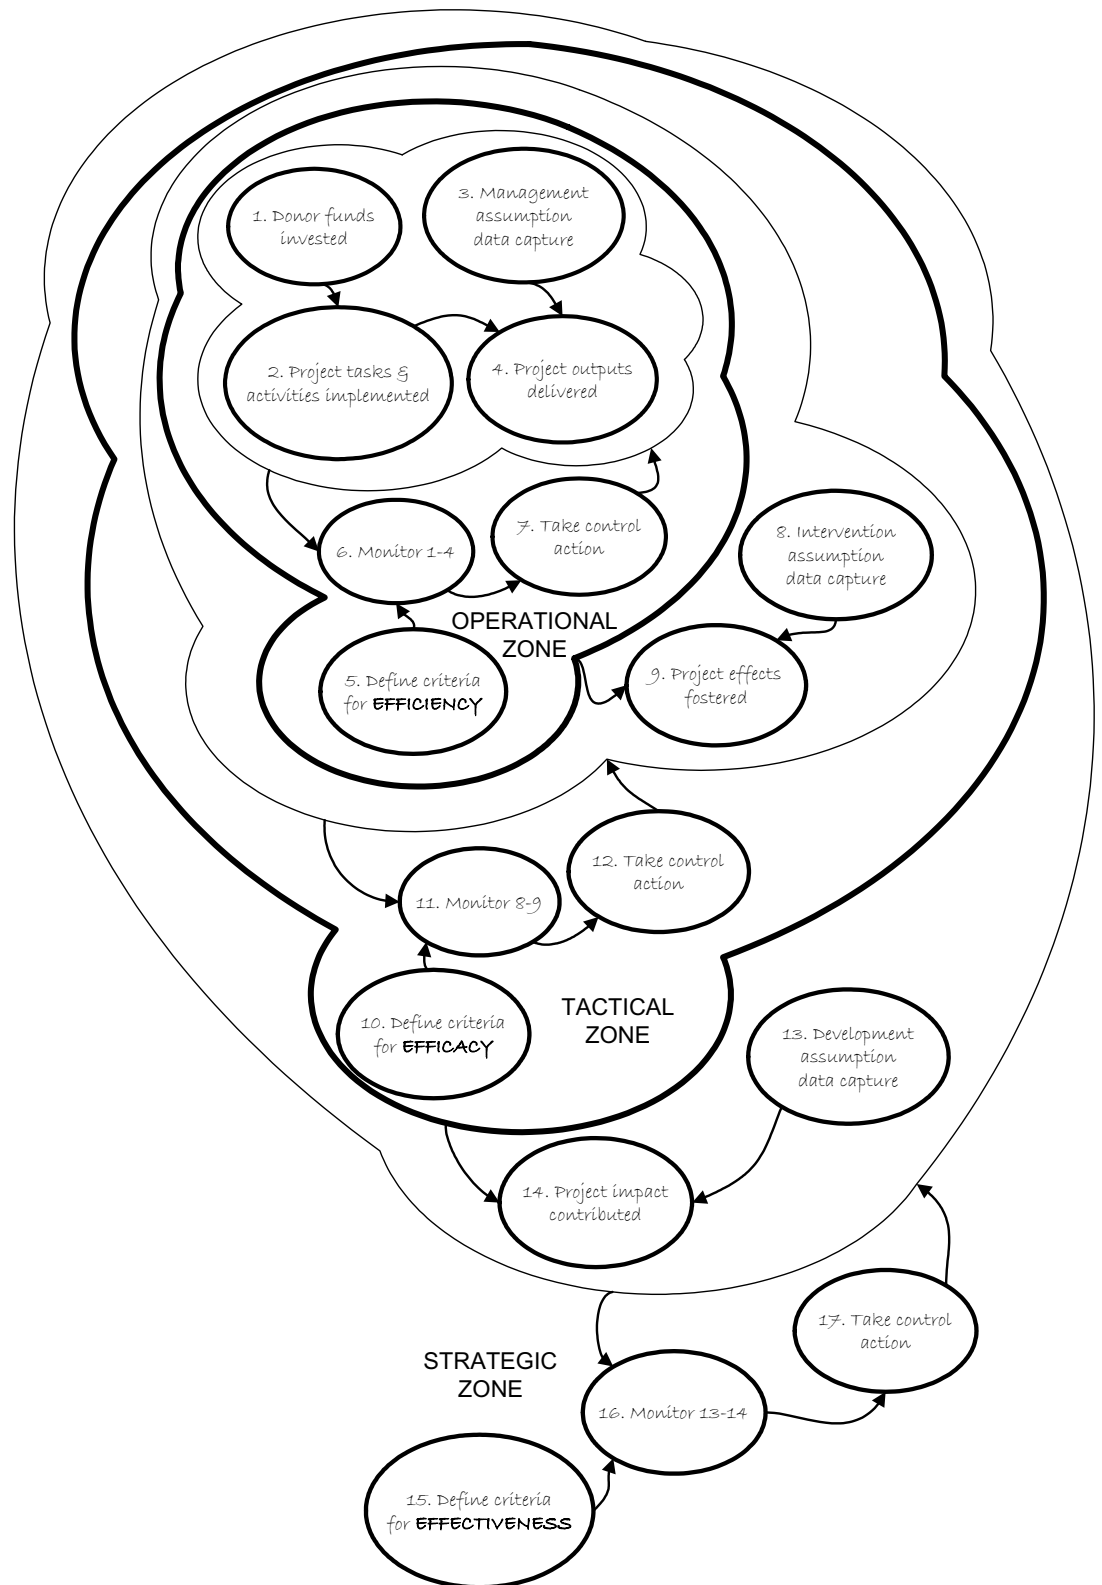 1. Donor funds
invested
3. Management
assumption
data capture
2. Project tasks &
activities implemented
4. Project outputs
delivered
6. Monitor 1-4
7. Take control
action
8. Intervention
assumption
data capture
OPERATIONAL
ZONE
5. Define criteria
for EFFICIENCY
9. Project effects
fostered
12. Take control
action
11. Monitor 8-9
10. Define criteria
for EFFICACY
TACTICAL
ZONE
13. Development
assumption
data capture
14. Project impact
contributed
17. Take control
action
STRATEGIC
ZONE
16. Monitor 13-14
15. Define criteria
for EFFECTIVENESS